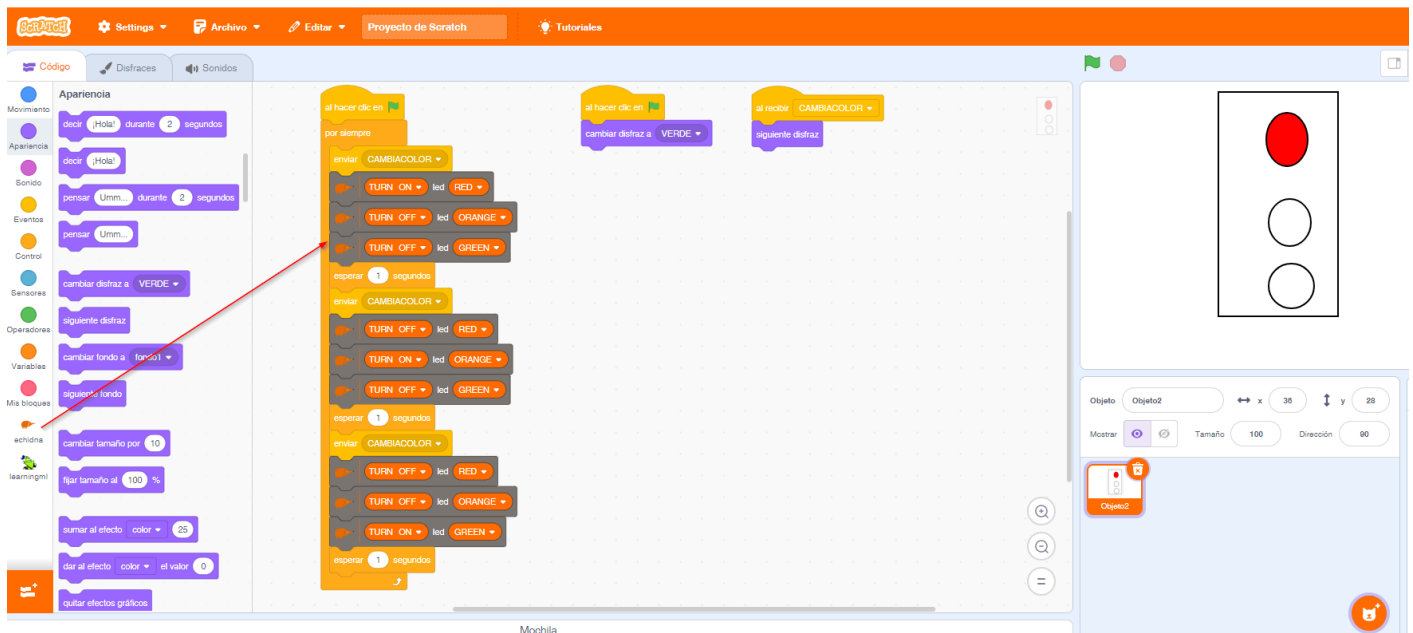 SCRATCH Settings Archivo Editar Proyecto de Scratch Tutoriales
Código Disfraces Sonidos
Movimiento
Apariencia
Sonido
Eventos
Control
Sensores
Operadores
Variables
Mis bloques
echidna
learningml
Apariencia
decir ¡Hola! durante 2 segundos
decir ¡Hola!
pensar Umm... durante 2 segundos
pensar Umm...
cambiar disfraz a VERDE
siguiente disfraz
cambiar fondo a fondo1
siguiente fondo
cambiar tamaño por 10
fijar tamaño al 100 %
sumar al efecto color 25
dar al efecto color el valor 0
quitar efectos gráficos
al hacer clic en
por siempre
enviar CAMBIACOLOR
TURN ON led RED
TURN OFF led ORANGE
TURN OFF led GREEN
esperar 1 segundos
enviar CAMBIACOLOR
TURN OFF led RED
TURN ON led ORANGE
TURN OFF led GREEN
esperar 1 segundos
enviar CAMBIACOLOR
TURN OFF led RED
TURN OFF led ORANGE
TURN ON led GREEN
esperar 1 segundos
al hacer clic en
cambiar disfraz a VERDE
al recibir CAMBIACOLOR
siguiente disfraz
Objeto Objeto2 x 36 y 28
Mostrar Tamaño 100 Dirección 90
Objeto2
Mochila